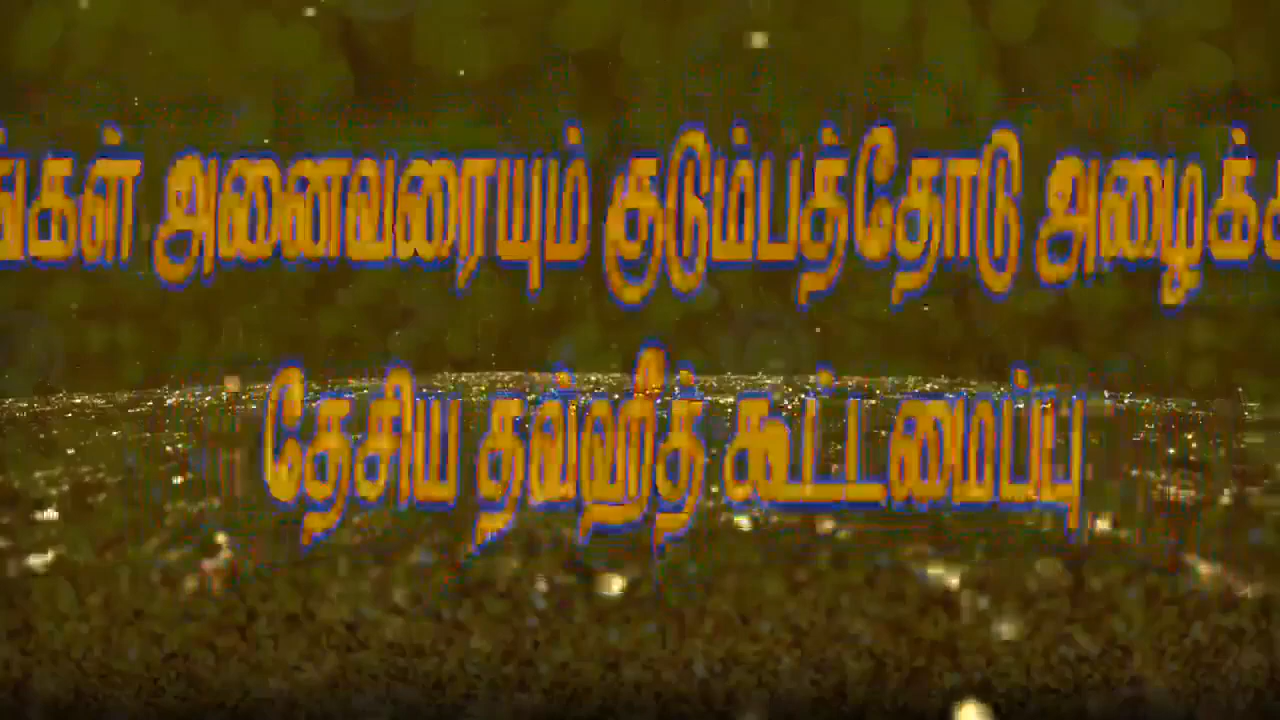 அனைவரையும் குடும்பத்தோடு
தேசிய தவ்ஹீத் கூட்டமைப்பு